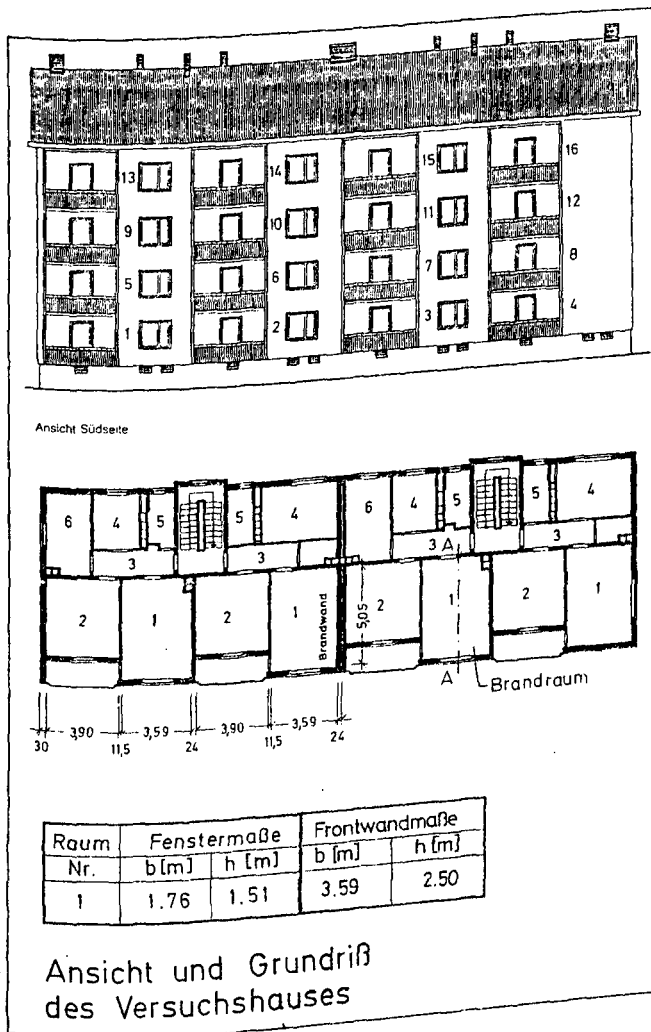 13 14 15 16
9 10 11 12
5 6 7 8
1 2 3 4
Ansicht Südseite
6 4 5 5 4 6 4 5 5 4
3 3 3 3
A
2 1 2 1 2 1 2 1
Brandwand
5,05
A
Brandraum
3,90 3,59 3,90 3,59
30 11,5 24 11,5 24
Raum Fenstermaße Frontwandmaße
Nr. b[m] h[m] b[m] h[m]
1 1.76 1.51 3.59 2.50
Ansicht und Grundriß
des Versuchshauses